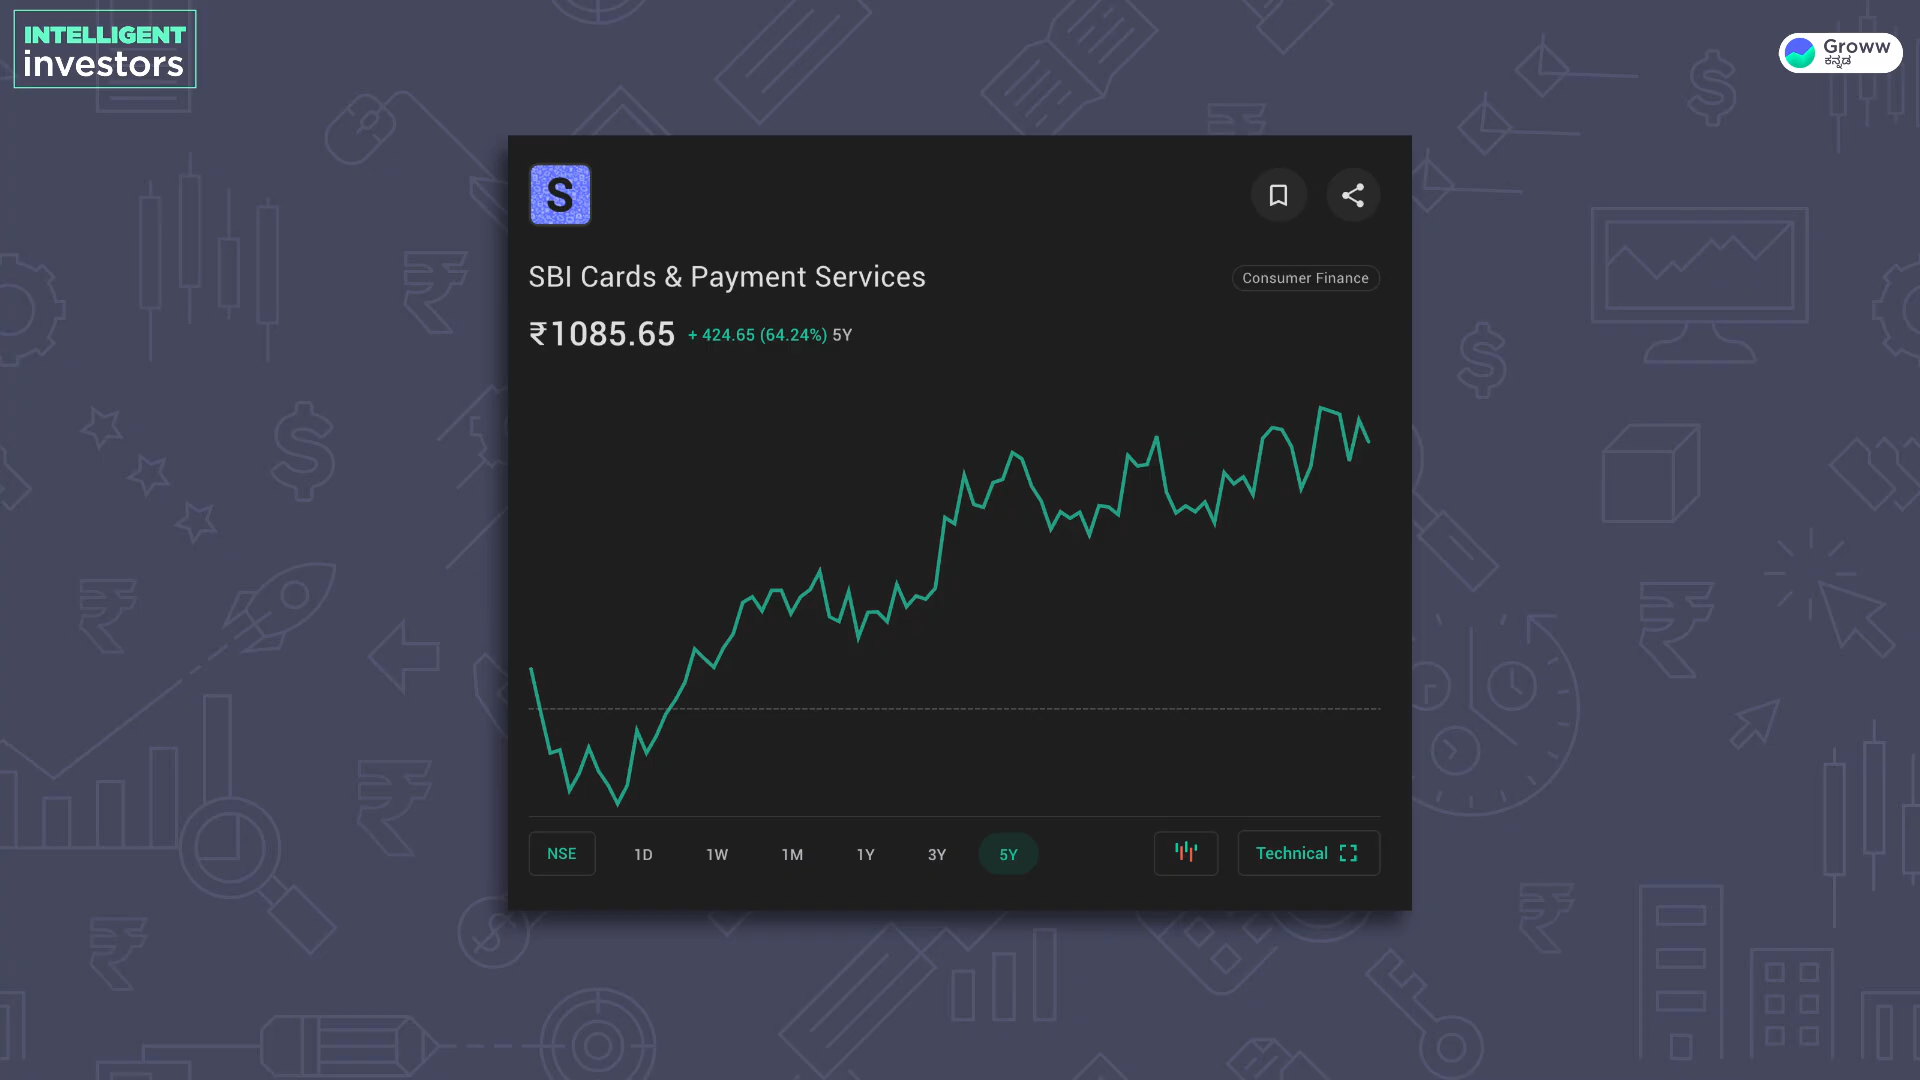 INTELLIGENT
investors
Groww
ಕನ್ನಡ
S
SBI Cards & Payment Services
Consumer Finance
₹1085.65 + 424.65 (64.24%) 5Y
NSE 1D 1W 1M 1Y 3Y 5Y Technical